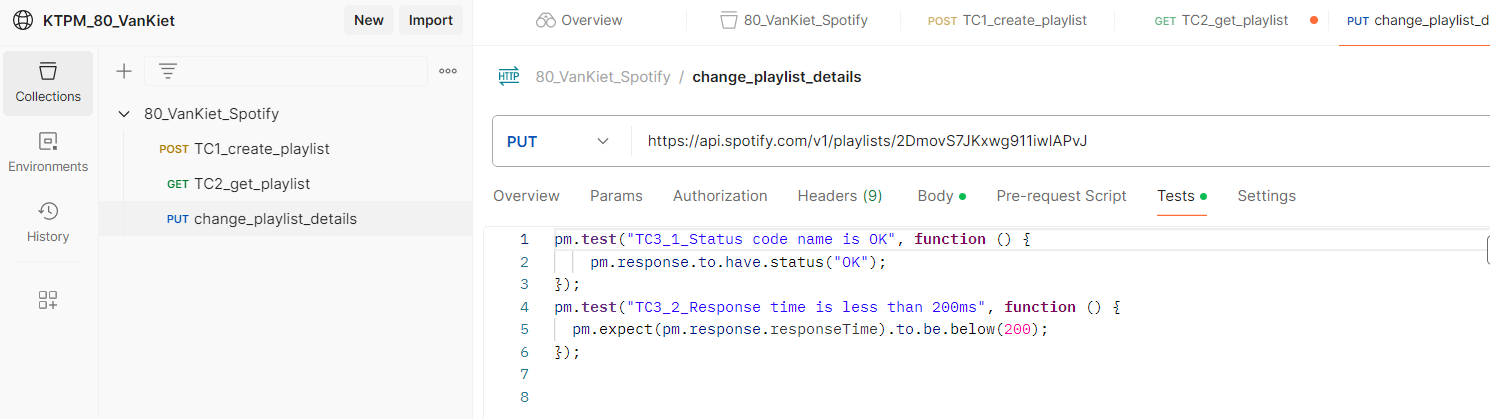 KTPM_80_VanKiet New Import
Overview 80_VanKiet_Spotify POST TC1_create_playlist GET TC2_get_playlist PUT change_playlist_d
Collections
Environments
History
80_VanKiet_Spotify
POST TC1_create_playlist
GET TC2_get_playlist
PUT change_playlist_details
HTTP 80_VanKiet_Spotify / change_playlist_details
PUT https://api.spotify.com/v1/playlists/2DmovS7JKxwg911iwlAPvJ
Overview Params Authorization Headers (9) Body Pre-request Script Tests Settings
1 pm.test("TC3_1_Status code name is OK", function () {
2 pm.response.to.have.status("OK");
3 });
4 pm.test("TC3_2_Response time is less than 200ms", function () {
5 pm.expect(pm.response.responseTime).to.be.below(200);
6 });
7
8